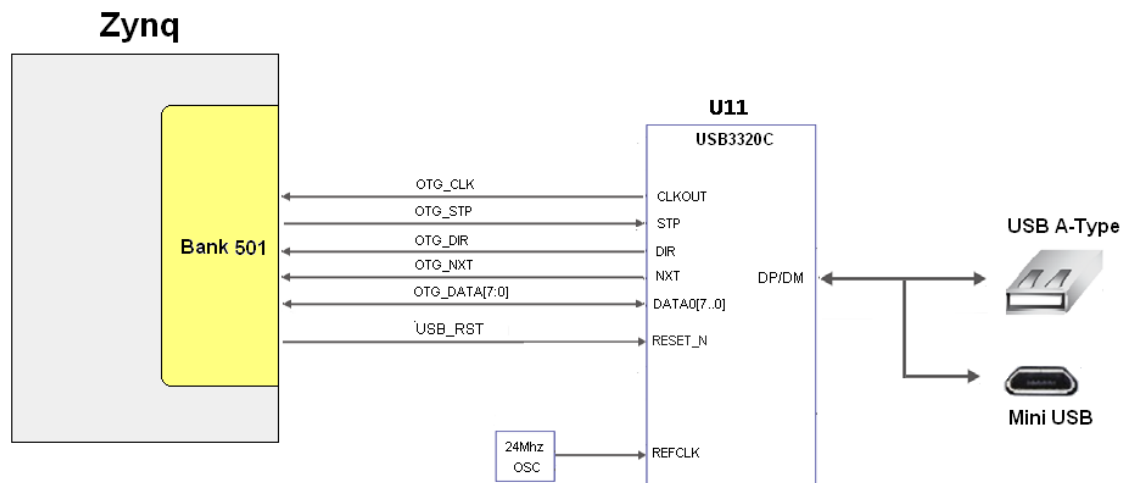 Zynq
U11
USB3320C
OTG_CLK
CLKOUT
OTG_STP
STP
USB A-Type
Bank 501
OTG_DIR
DIR
OTG_NXT
NXT
DP/DM
OTG_DATA[7:0]
DATA0[7..0]
USB_RST
RESET_N
Mini USB
24Mhz
OSC
REFCLK